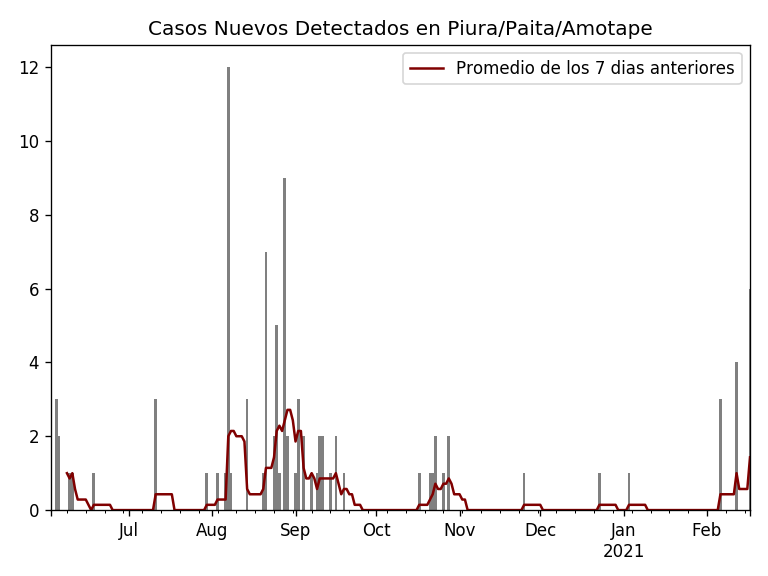 Casos Nuevos Detectados en Piura/Paita/Amotape
Promedio de los 7 dias anteriores
12
10
8
6
4
2
0
Jul Aug Sep Oct Nov Dec Jan Feb
2021